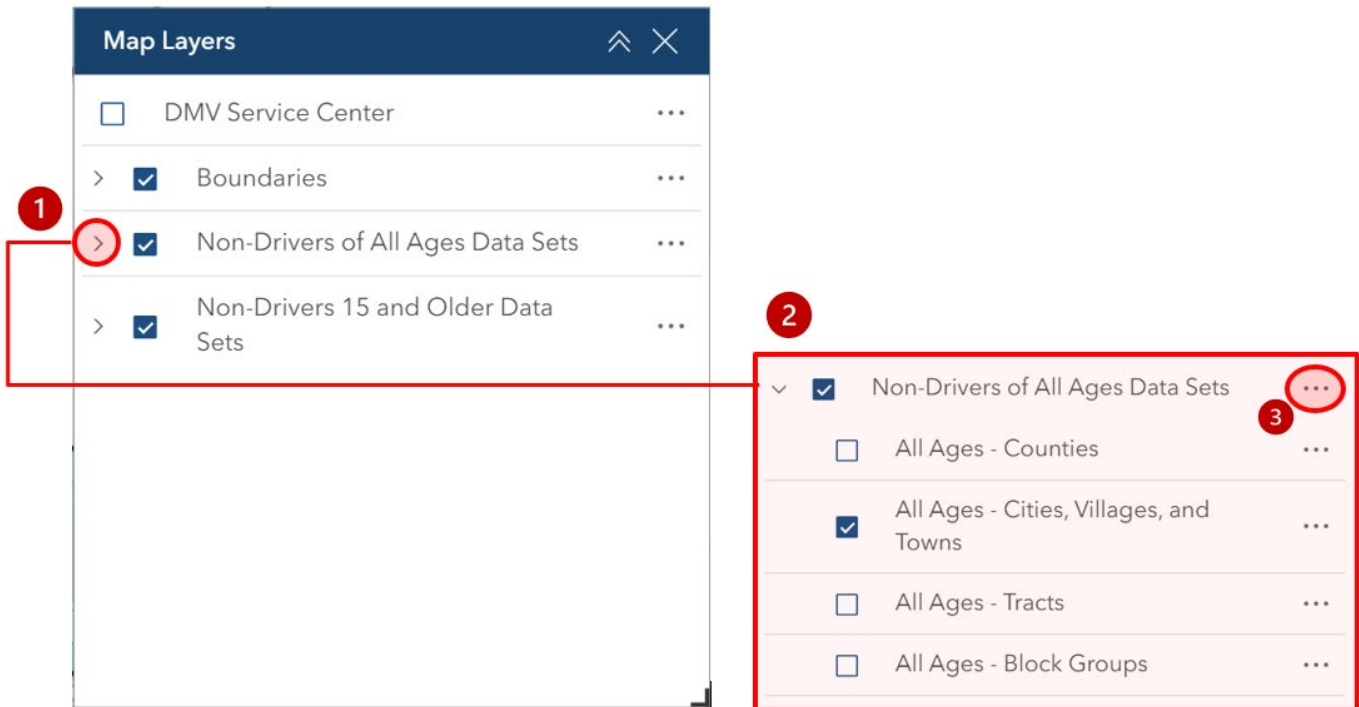 Map Layers
DMV Service Center
Boundaries
1
Non-Drivers of All Ages Data Sets
Non-Drivers 15 and Older Data
Sets
2
Non-Drivers of All Ages Data Sets
3
All Ages - Counties
All Ages - Cities, Villages, and
Towns
All Ages - Tracts
All Ages - Block Groups